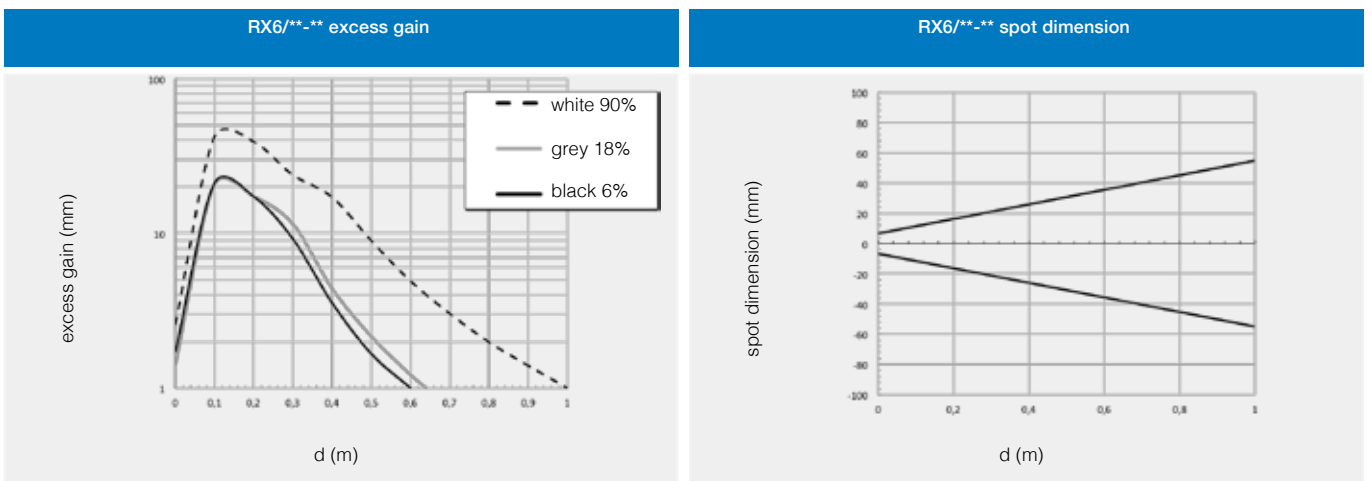 RX6/**-** excess gain
100
10
1
white 90%
grey 18%
black 6%
excess gain (mm)
0 0,1 0,2 0,3 0,4 0,5 0,6 0,7 0,8 0,9 1
d (m)
RX6/**-** spot dimension
100
80
60
40
20
0
-20
-40
-60
-80
-100
spot dimension (mm)
0 0,2 0,4 0,6 0,8 1
d (m)